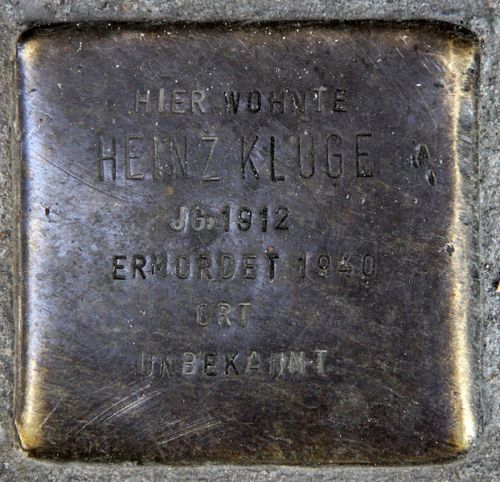 HIER WOHNTE
HEINZ KLUGE
JG. 1912
ERMORDET 1940
ORT
UNBEKANNT